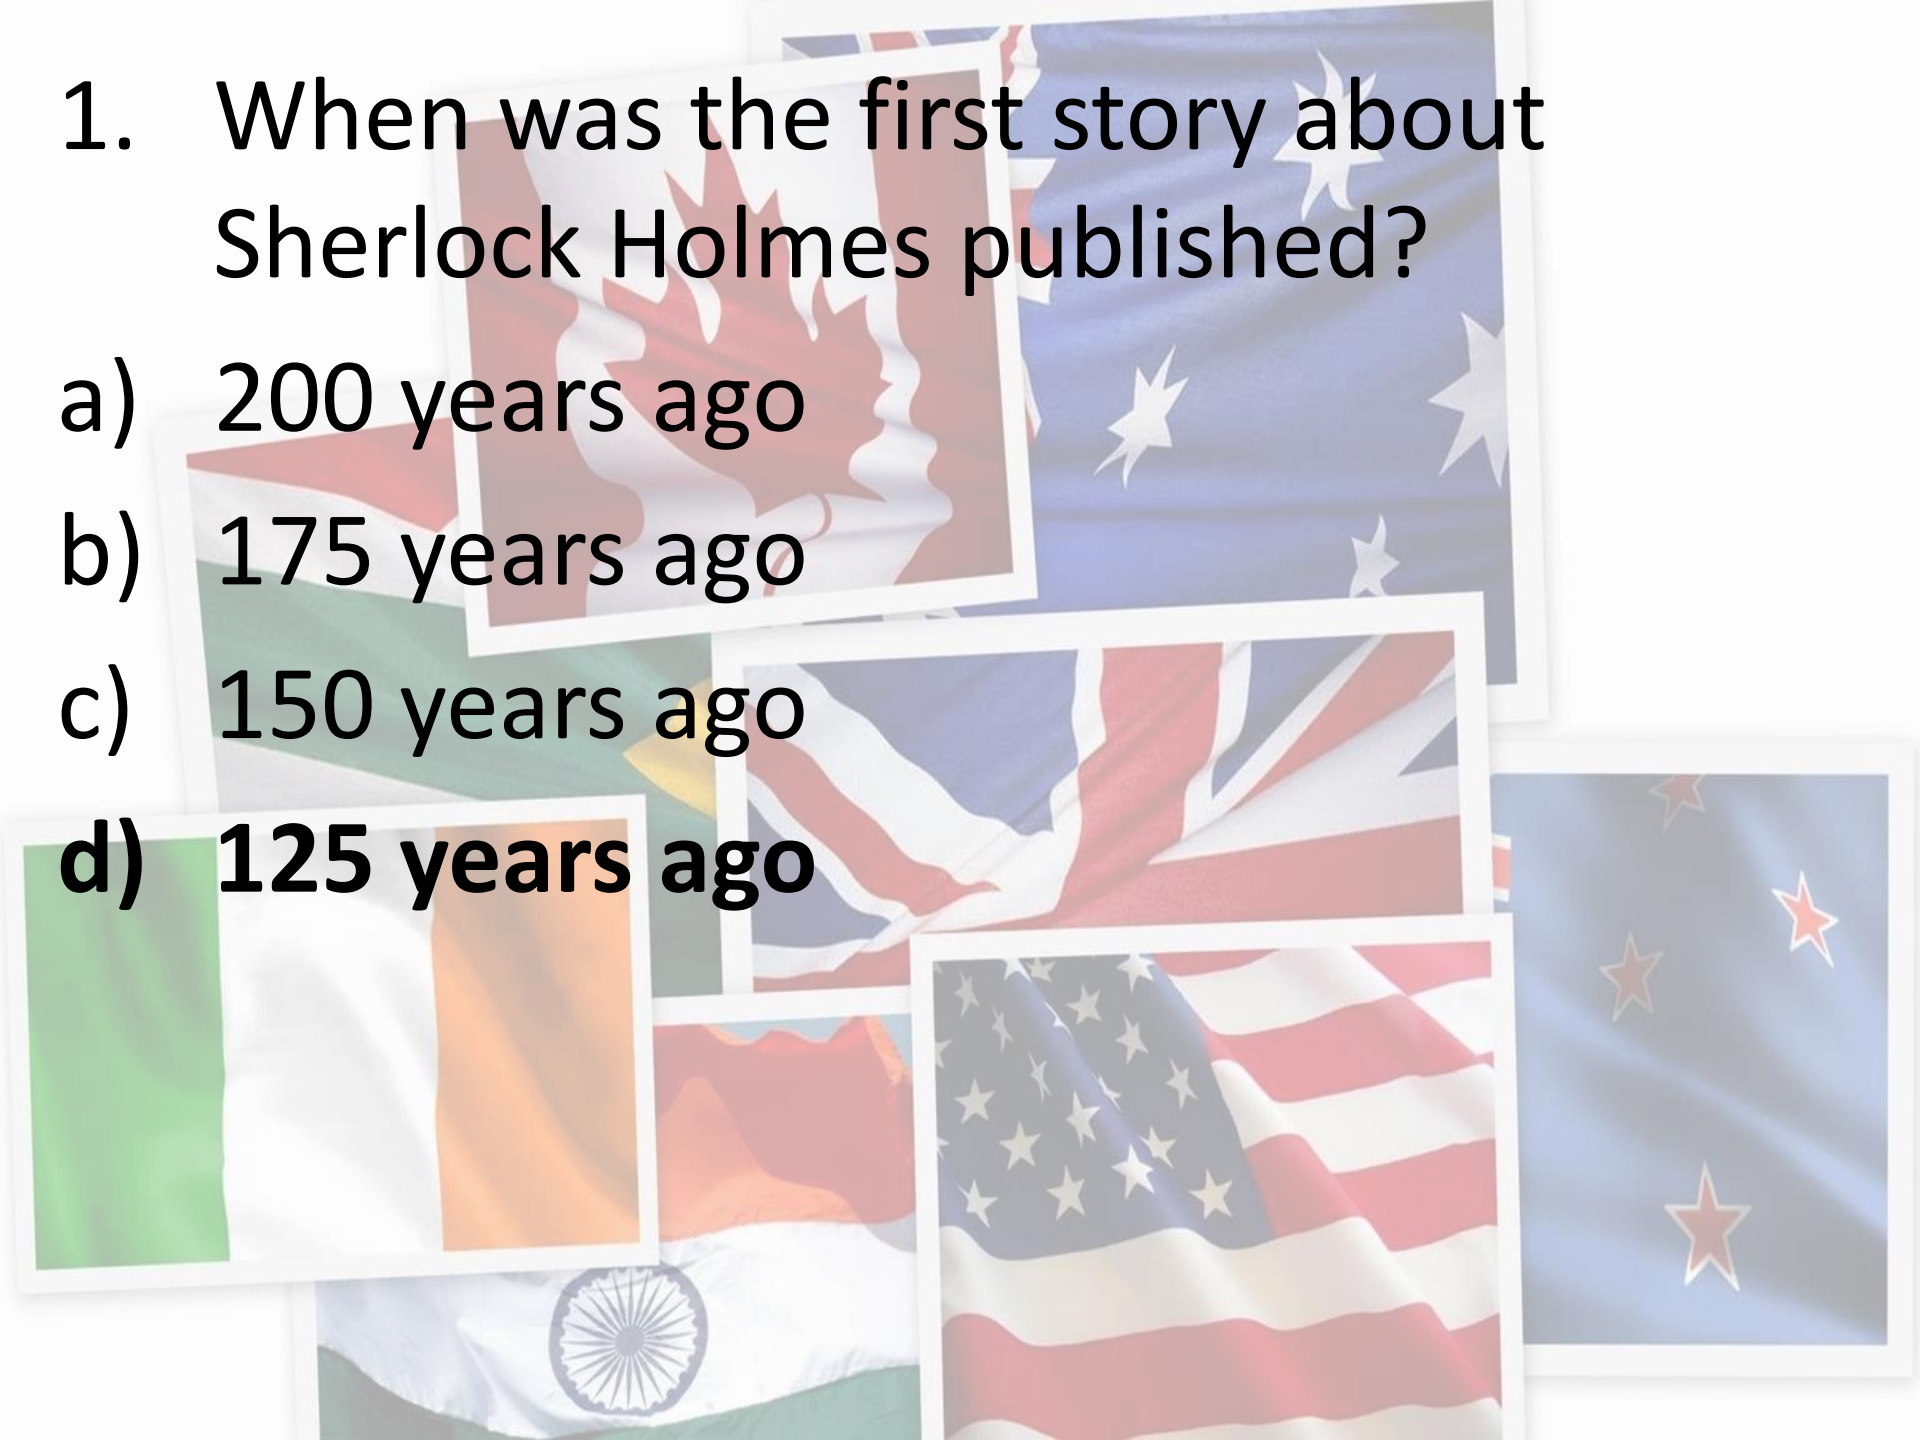 1. When was the first story about
Sherlock Holmes published?
a) 200 years ago
b) 175 years ago
c) 150 years ago
d) 125 years ago